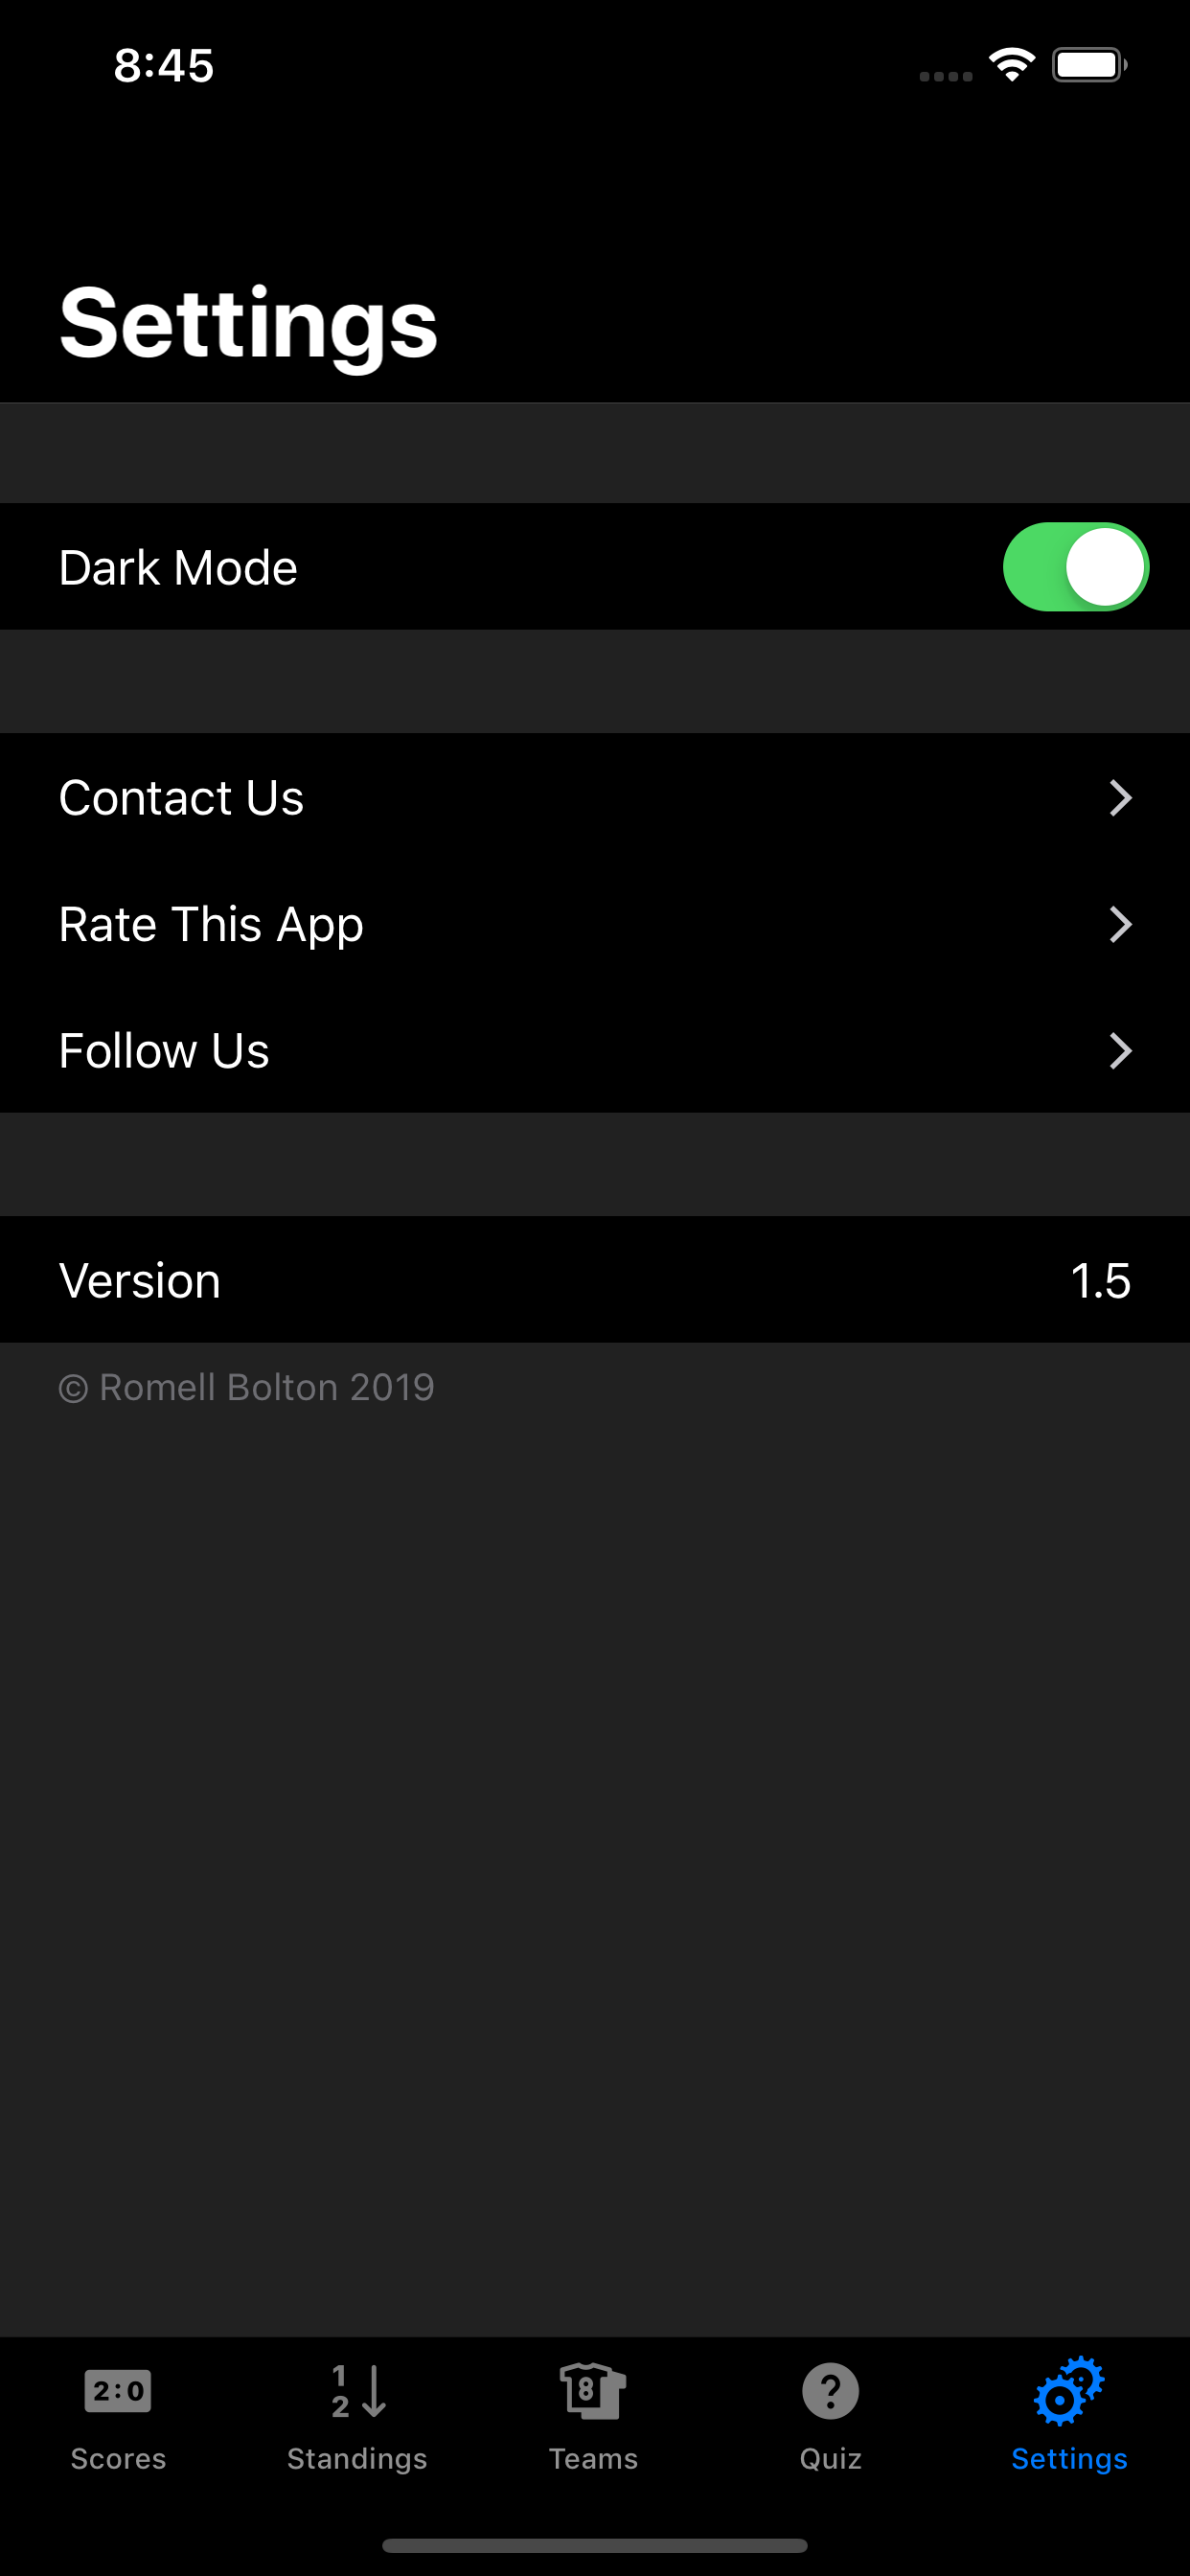 8:45
Settings
Dark Mode
Contact Us
Rate This App
Follow Us
Version 1.5
© Romell Bolton 2019
2:0
1
2
8
?
Scores Standings Teams Quiz Settings